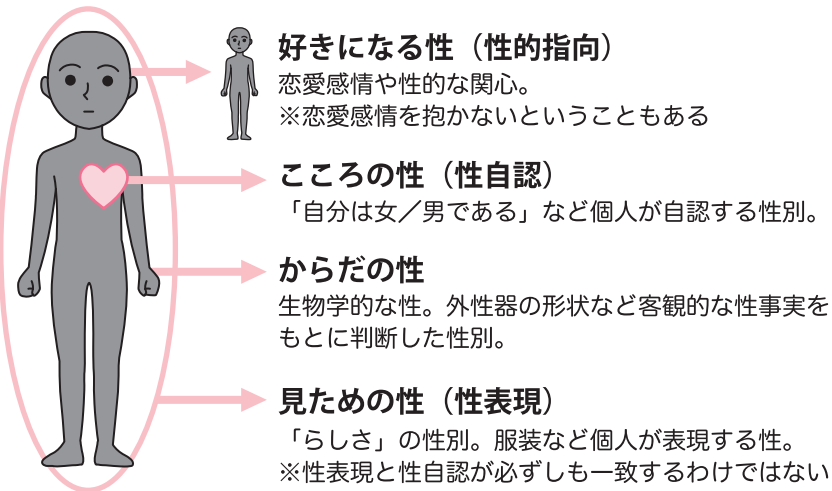 好きになる性（性的指向）
恋愛感情や性的な関心。
※恋愛感情を抱かないということもある
こころの性（性自認）
「自分は女／男である」など個人が自認する性別。
からだの性
生物学的な性。外性器の形状など客観的な性事実を
もとに判断した性別。
見ための性（性表現）
「らしさ」の性別。服装など個人が表現する性。
※性表現と性自認が必ずしも一致するわけではない